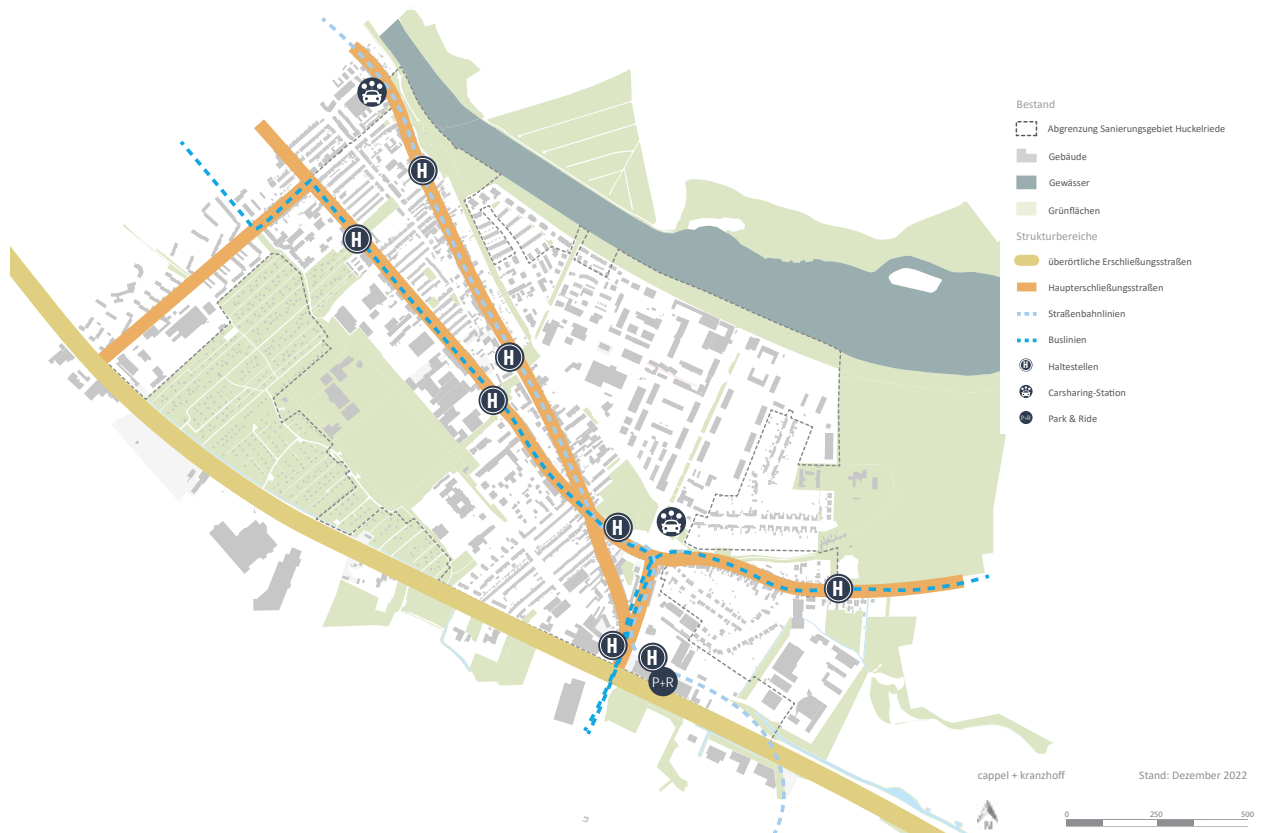 Bestand
Abgrenzung Sanierungsgebiet Huckelriede
Gebäude
Gewässer
Grünflächen
Strukturbereiche
überörtliche Erschließungsstraßen
Haupterschließungsstraßen
Straßenbahnlinien
Buslinien
H Haltestellen
Carsharing-Station
P+R Park & Ride
H
H
H
H
H
H
H
H
P+R
cappel + kranzhoff Stand: Dezember 2022
N
0 250 500